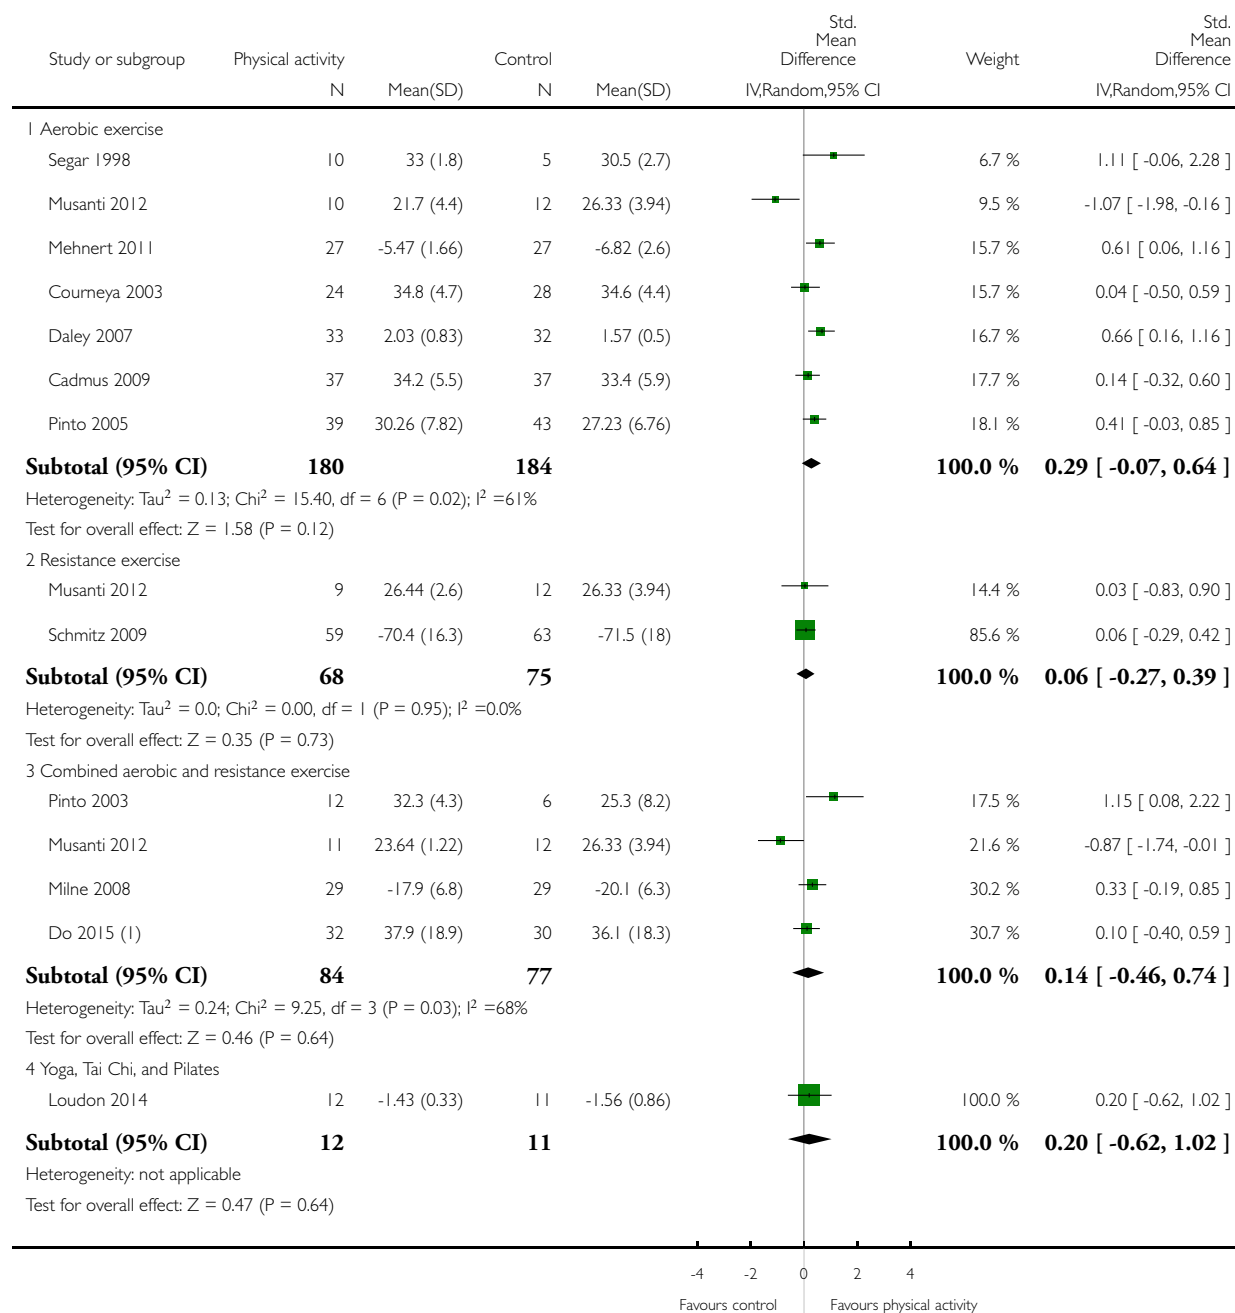 Std. Mean Difference Std. Mean Difference
Study or subgroup Physical activity Control Weight
N Mean(SD) N Mean(SD) IV,Random,95% CI IV,Random,95% CI
1 Aerobic exercise
Segar 1998 10 33 (1.8) 5 30.5 (2.7) 6.7 % 1.11 [ -0.06, 2.28 ]
Musanti 2012 10 21.7 (4.4) 12 26.33 (3.94) 9.5 % -1.07 [ -1.98, -0.16 ]
Mehnert 2011 27 -5.47 (1.66) 27 -6.82 (2.6) 15.7 % 0.61 [ 0.06, 1.16 ]
Courneya 2003 24 34.8 (4.7) 28 34.6 (4.4) 15.7 % 0.04 [ -0.50, 0.59 ]
Daley 2007 33 2.03 (0.83) 32 1.57 (0.5) 16.7 % 0.66 [ 0.16, 1.16 ]
Cadmus 2009 37 34.2 (5.5) 37 33.4 (5.9) 17.7 % 0.14 [ -0.32, 0.60 ]
Pinto 2005 39 30.26 (7.82) 43 27.23 (6.76) 18.1 % 0.41 [ -0.03, 0.85 ]
Subtotal (95% CI) 180 184 100.0 % 0.29 [ -0.07, 0.64 ]
Heterogeneity: Tau² = 0.13; Chi² = 15.40, df = 6 (P = 0.02); I² =61%
Test for overall effect: Z = 1.58 (P = 0.12)
2 Resistance exercise
Musanti 2012 9 26.44 (2.6) 12 26.33 (3.94) 14.4 % 0.03 [ -0.83, 0.90 ]
Schmitz 2009 59 -70.4 (16.3) 63 -71.5 (18) 85.6 % 0.06 [ -0.29, 0.42 ]
Subtotal (95% CI) 68 75 100.0 % 0.06 [ -0.27, 0.39 ]
Heterogeneity: Tau² = 0.0; Chi² = 0.00, df = 1 (P = 0.95); I² =0.0%
Test for overall effect: Z = 0.35 (P = 0.73)
3 Combined aerobic and resistance exercise
Pinto 2003 12 32.3 (4.3) 6 25.3 (8.2) 17.5 % 1.15 [ 0.08, 2.22 ]
Musanti 2012 11 23.64 (1.22) 12 26.33 (3.94) 21.6 % -0.87 [ -1.74, -0.01 ]
Milne 2008 29 -17.9 (6.8) 29 -20.1 (6.3) 30.2 % 0.33 [ -0.19, 0.85 ]
Do 2015 (1) 32 37.9 (18.9) 30 36.1 (18.3) 30.7 % 0.10 [ -0.40, 0.59 ]
Subtotal (95% CI) 84 77 100.0 % 0.14 [ -0.46, 0.74 ]
Heterogeneity: Tau² = 0.24; Chi² = 9.25, df = 3 (P = 0.03); I² =68%
Test for overall effect: Z = 0.46 (P = 0.64)
4 Yoga, Tai Chi, and Pilates
Loudon 2014 12 -1.43 (0.33) 11 -1.56 (0.86) 100.0 % 0.20 [ -0.62, 1.02 ]
Subtotal (95% CI) 12 11 100.0 % 0.20 [ -0.62, 1.02 ]
Heterogeneity: not applicable
Test for overall effect: Z = 0.47 (P = 0.64)
-4 -2 0 2 4
Favours control Favours physical activity